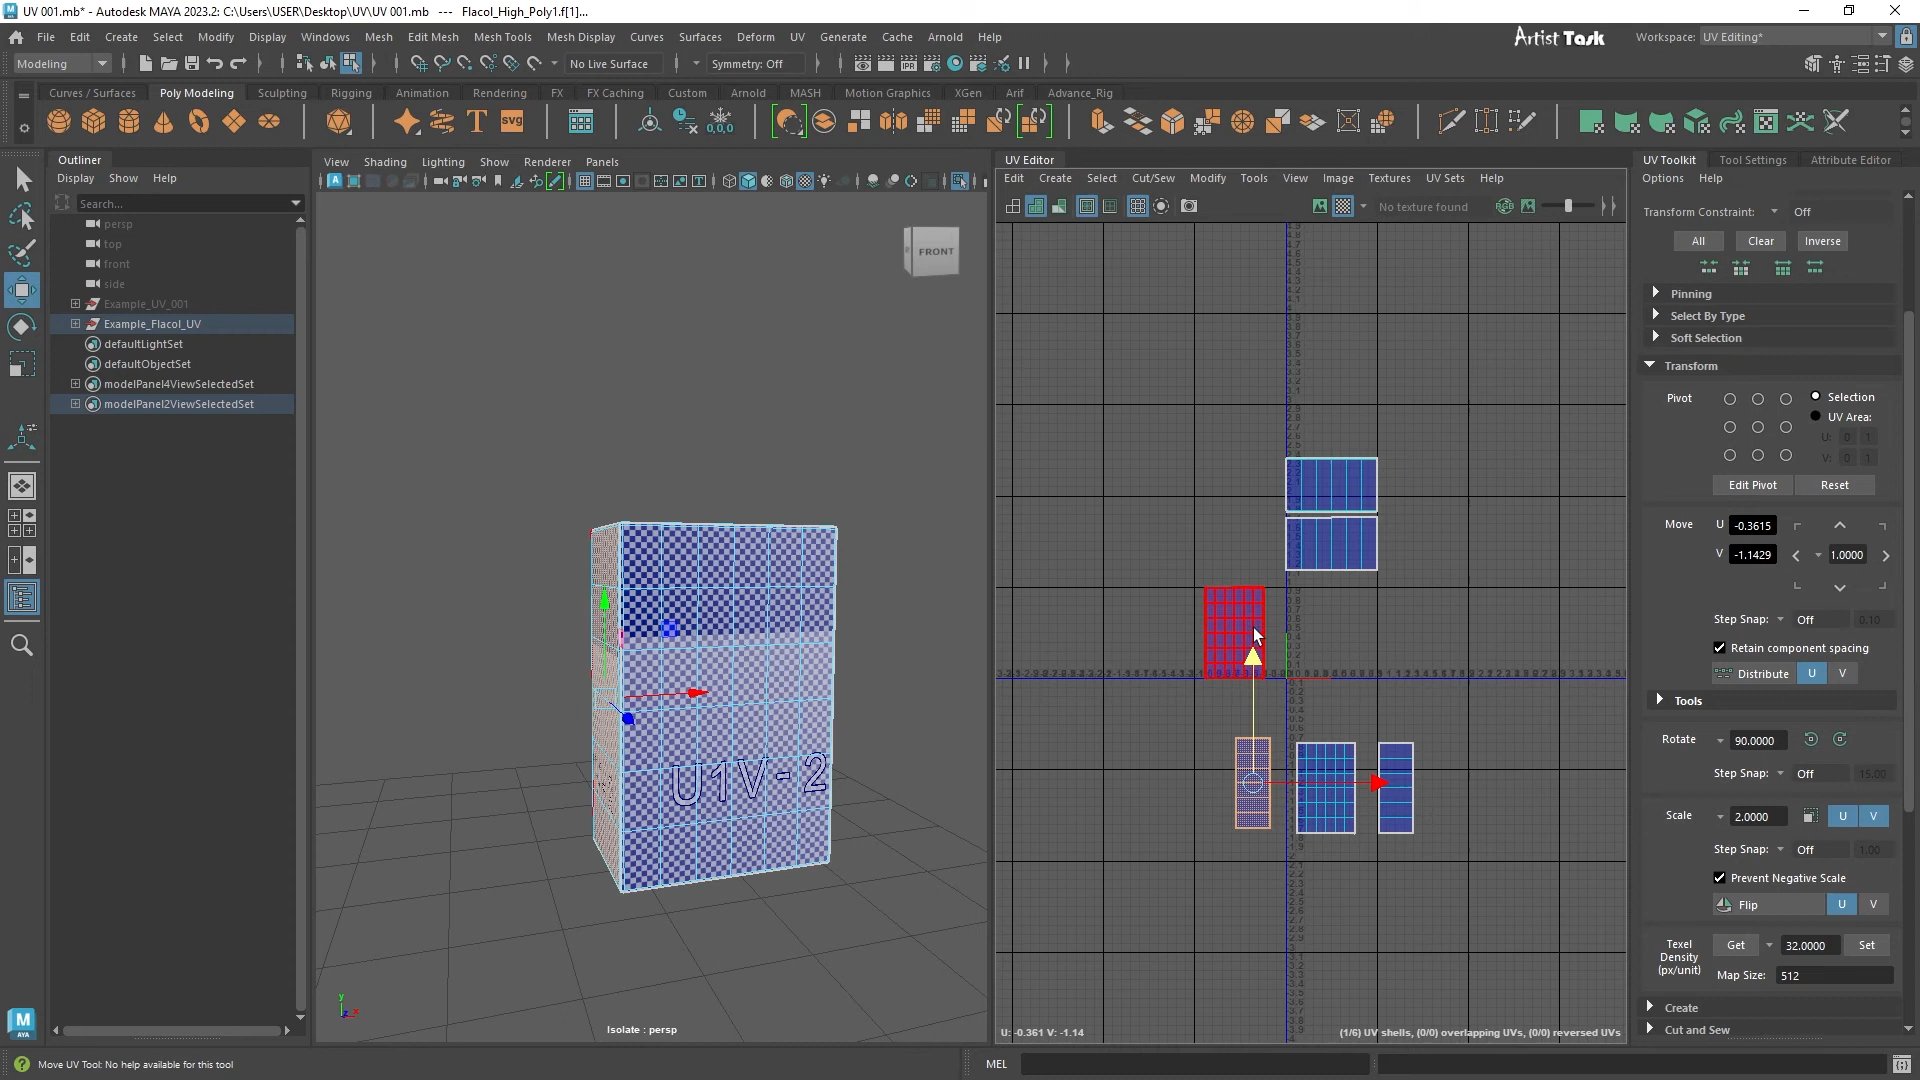 UV 001.mb* - Autodesk MAYA 2023.2: C:\Users\USER\Desktop\UV\UV 001.mb --- Flacol_High_Poly1.f[1]...
File Edit Create Select Modify Display Windows Mesh Edit Mesh Mesh Tools Mesh Display Curves Surfaces Deform UV Generate Cache Arnold Help
Artist Task
Workspace: UV Editing*
Modeling
No Live Surface
Symmetry: Off
Curves / Surfaces Poly Modeling Sculpting Rigging Animation Rendering FX FX Caching Custom Arnold MASH Motion Graphics XGen Arif Advance_Rig
Outliner
Display Show Help
Search...
persp
top
front
side
Example_UV_001
Example_Flacol_UV
defaultLightSet
defaultObjectSet
modelPanel4ViewSelectedSet
modelPanel2ViewSelectedSet
View Shading Lighting Show Renderer Panels
FRONT
U1V-2
Isolate : persp
UV Editor
Edit Create Select Cut/Sew Modify Tools View Image Textures UV Sets Help
No texture found
U: -0.361 V: -1.14
(1/6) UV shells, (0/0) overlapping UVs, (0/0) reversed UVs
UV Toolkit Tool Settings Attribute Editor
Options Help
Transform Constraint: Off
All Clear Inverse
Pinning
Select By Type
Soft Selection
Transform
Pivot
Selection
UV Area:
U: 0 1
V: 0 1
Edit Pivot Reset
Move U -0.3615
V -1.1429 1.0000
Step Snap: Off 0.10
Retain component spacing
Distribute U V
Tools
Rotate 90.0000
Step Snap: Off 15.00
Scale 2.0000 U V
Step Snap: Off 1.00
Prevent Negative Scale
Flip U V
Texel Density (px/unit) Get 32.0000 Set
Map Size: 512
Create
Cut and Sew
M
AYA
Move UV Tool: No help available for this tool
MEL